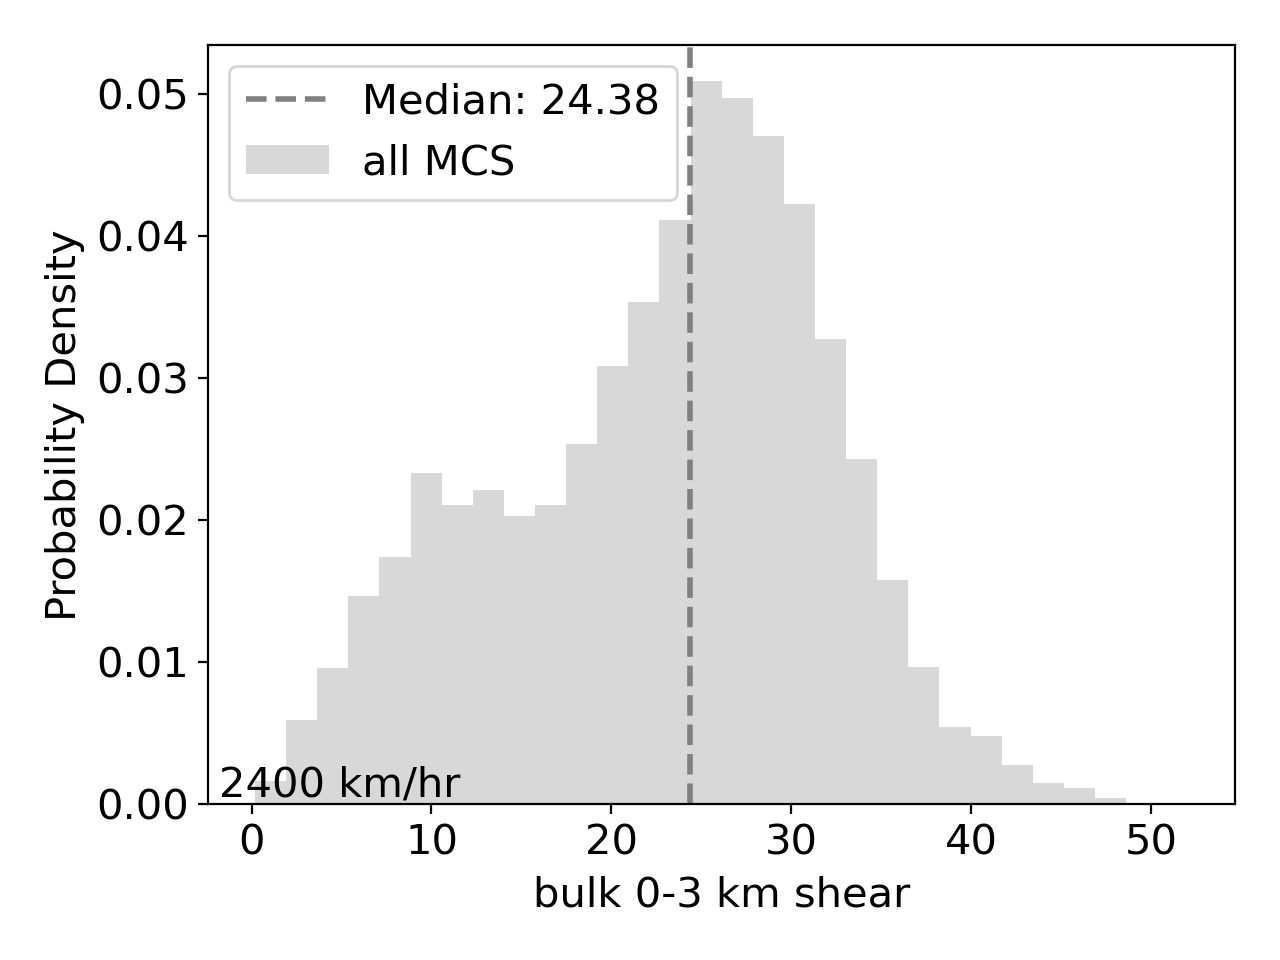 Median: 24.38
all MCS
0.05
0.04
0.03
0.02
0.01
0.00
Probability Density
2400 km/hr
0 10 20 30 40 50
bulk 0-3 km shear